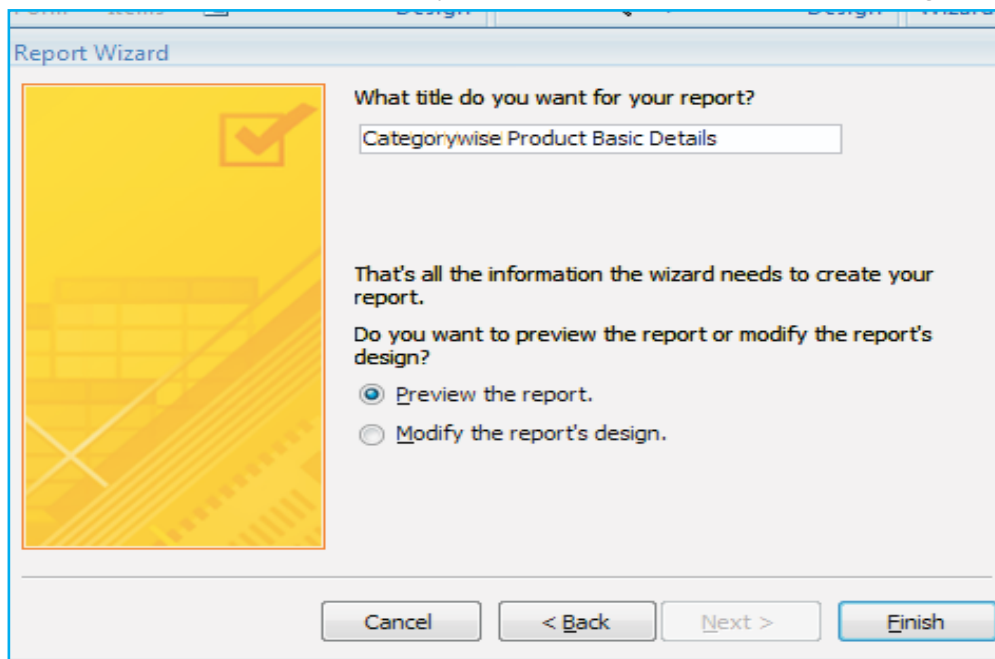 Report Wizard
What title do you want for your report?
Categorywise Product Basic Details
That's all the information the wizard needs to create your
report.
Do you want to preview the report or modify the report's
design?
Preview the report.
Modify the report's design.
Cancel < Back Next > Finish